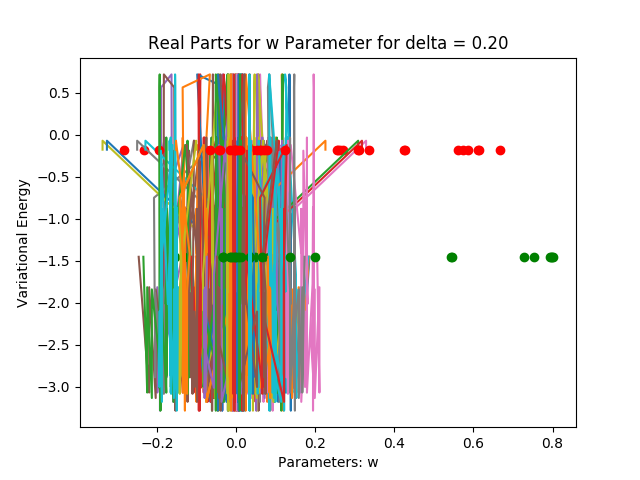 Real Parts for w Parameter for delta = 0.20
Variational Energy
0.5
0.0
−0.5
−1.0
−1.5
−2.0
−2.5
−3.0
−0.2 0.0 0.2 0.4 0.6 0.8
Parameters: w